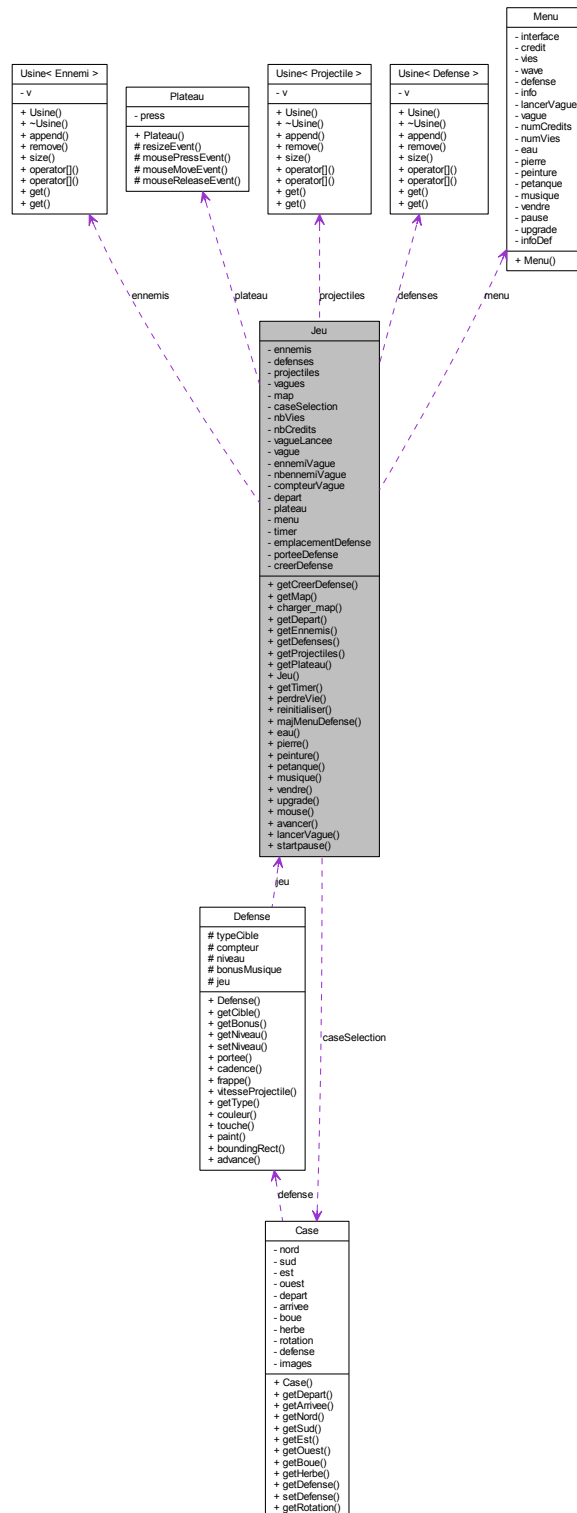 Menu
- interface
- credit
- vies
- wave
- defense
- info
- lancerVague
- vague
- numCredits
- numVies
- eau
- pierre
- peinture
- petanque
- musique
- vendre
- pause
- upgrade
- infoDef
+ Menu()
Usine< Ennemi >
- v
+ Usine()
+ ~Usine()
+ append()
+ remove()
+ size()
+ operator[]()
+ operator[]()
+ get()
+ get()
Plateau
- press
+ Plateau()
# resizeEvent()
# mousePressEvent()
# mouseMoveEvent()
# mouseReleaseEvent()
Usine< Projectile >
- v
+ Usine()
+ ~Usine()
+ append()
+ remove()
+ size()
+ operator[]()
+ operator[]()
+ get()
+ get()
Usine< Defense >
- v
+ Usine()
+ ~Usine()
+ append()
+ remove()
+ size()
+ operator[]()
+ operator[]()
+ get()
+ get()
ennemis
plateau
projectiles
defenses
menu
Jeu
- ennemis
- defenses
- projectiles
- vagues
- map
- caseSelection
- nbVies
- nbCredits
- vagueLancee
- vague
- ennemiVague
- nbennemiVague
- compteurVague
- depart
- plateau
- menu
- timer
- emplacementDefense
- porteeDefense
- creerDefense
+ getCreerDefense()
+ getMap()
+ charger_map()
+ getDepart()
+ getEnnemis()
+ getDefenses()
+ getProjectiles()
+ getPlateau()
+ Jeu()
+ getTimer()
+ perdreVie()
+ reinitialiser()
+ majMenuDefense()
+ eau()
+ pierre()
+ peinture()
+ petanque()
+ musique()
+ vendre()
+ upgrade()
+ mouse()
+ avancer()
+ lancerVague()
+ startpause()
jeu
Defense
# typeCible
# compteur
# niveau
# bonusMusique
# jeu
+ Defense()
+ getCible()
+ getBonus()
+ getNiveau()
+ setNiveau()
+ portee()
+ cadence()
+ frappe()
+ vitesseProjectile()
+ getType()
+ couleur()
+ touche()
+ paint()
+ boundingRect()
+ advance()
caseSelection
defense
Case
- nord
- sud
- est
- ouest
- depart
- arrivee
- boue
- herbe
- rotation
- defense
- images
+ Case()
+ getDepart()
+ getArrivee()
+ getNord()
+ getSud()
+ getEst()
+ getOuest()
+ getBoue()
+ getHerbe()
+ getDefense()
+ setDefense()
+ getRotation()